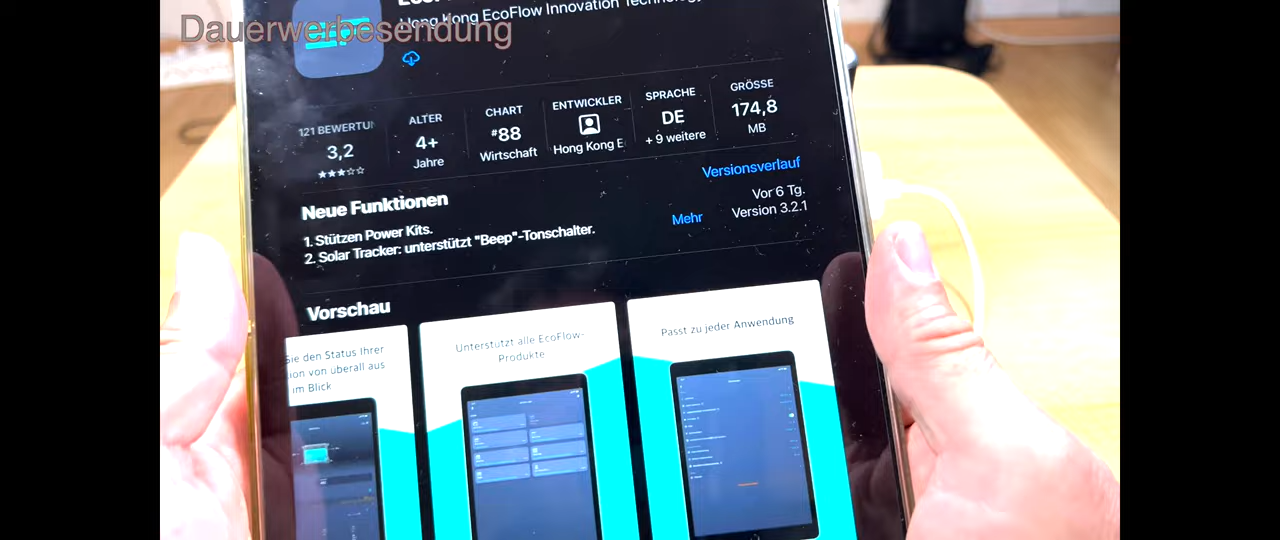 Dauerwerbesendung
Hong Kong EcoFlow Innovation Technology
121 BEWERTUN
3,2
ALTER
4+
Jahre
CHART
#88
Wirtschaft
ENTWICKLER
Hong Kong E
SPRACHE
DE
+ 9 weitere
GRÖSSE
174,8
MB
Neue Funktionen
Versionsverlauf
1. Stützen Power Kits.
2. Solar Tracker: unterstützt "Beep"-Tonschalter.
Mehr
Vor 6 Tg.
Version 3.2.1
Vorschau
Sie den Status Ihrer
ion von überall aus
im Blick
Unterstützt alle EcoFlow-
Produkte
Passt zu jeder Anwendung